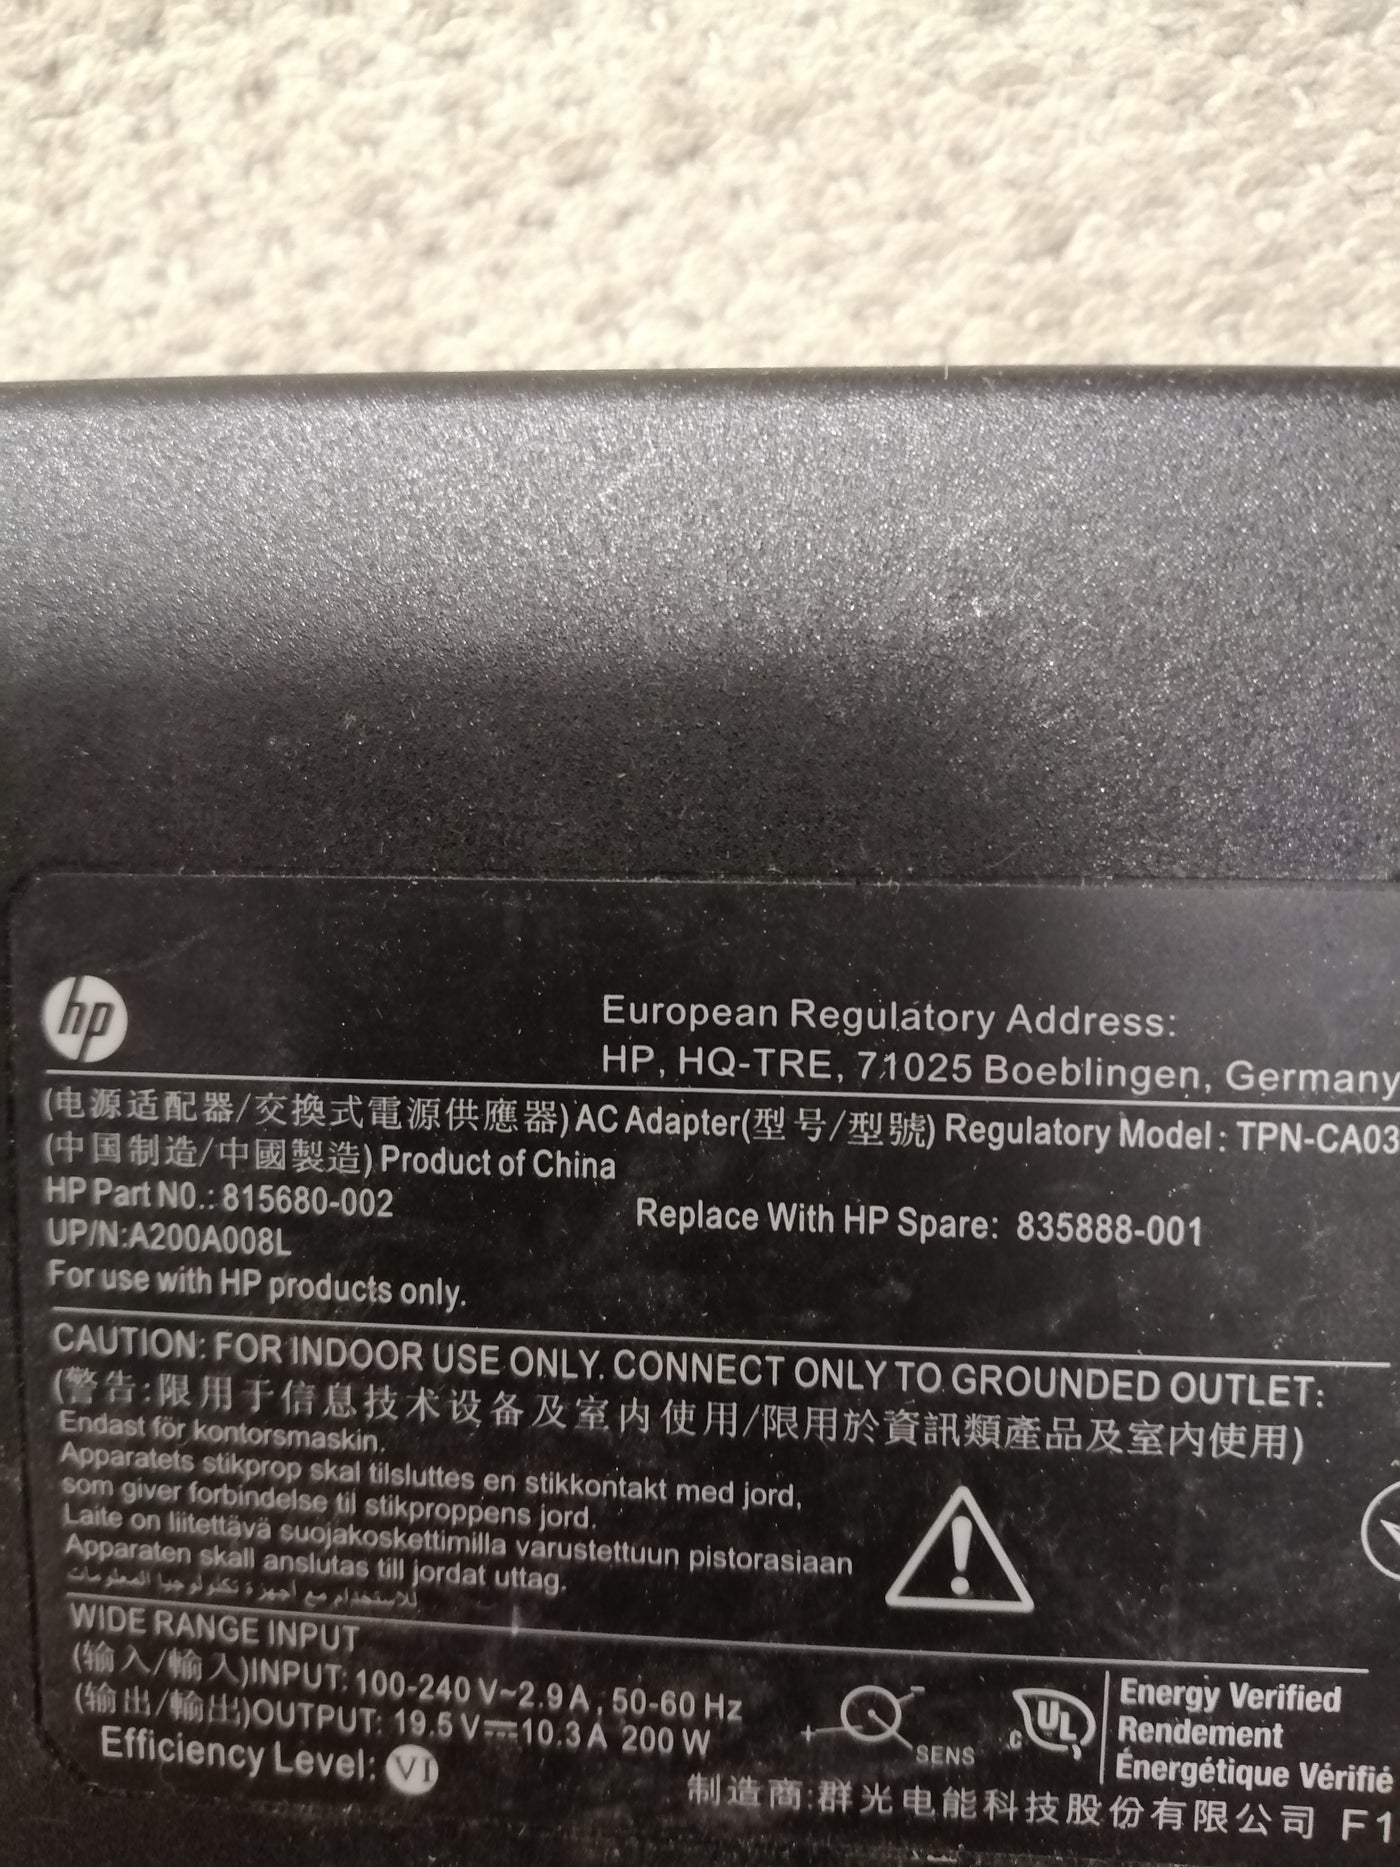 hp
European Regulatory Address:
HP, HQ-TRE, 71025 Boeblingen, Germany
(电源适配器/交換式電源供應器) AC Adapter(型号/型號) Regulatory Model : TPN-CA03
(中国制造/中國製造) Product of China
HP Part NO.: 815680-002
Replace With HP Spare: 835888-001
UP/N:A200A008L
For use with HP products only.
CAUTION: FOR INDOOR USE ONLY. CONNECT ONLY TO GROUNDED OUTLET:
(警告:限用于信息技术设备及室内使用/限用於資訊類產品及室內使用)
Endast för kontorsmaskin.
Apparatets stikprop skal tilsluttes en stikkontakt med jord,
som giver forbindelse til stikproppens jord.
Laite on liitettävä suojakoskettimilla varustettuun pistorasiaan
Apparaten skall anslutas till jordat uttag.
للاستخدام مع أجهزة تكنولوجيا المعلومات
WIDE RANGE INPUT
(输入/輸入)INPUT: 100-240 V~2.9 A , 50-60 Hz
(输出/輸出)OUTPUT: 19.5 V⎓10.3 A 200 W
Efficiency Level: VI
- + SENS
c UL
Energy Verified
Rendement
Énergétique Vérifié
制造商:群光电能科技股份有限公司 F1